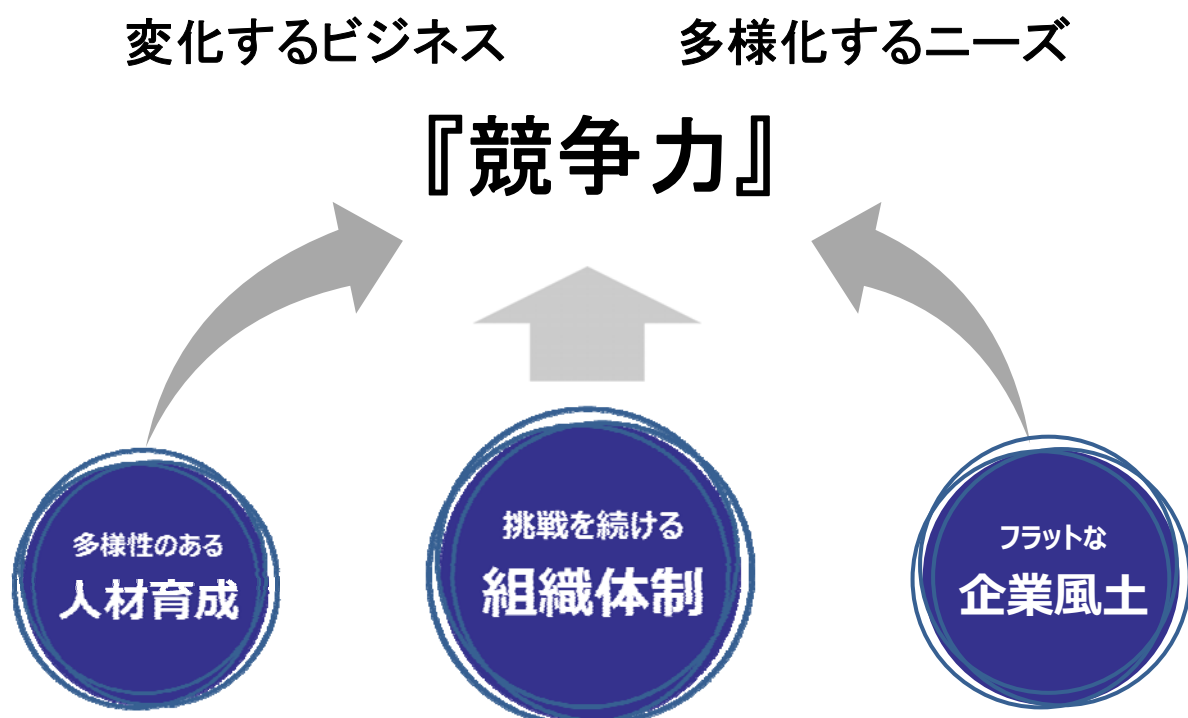 変化するビジネス
多様化するニーズ
『競争力』
多様性のある
人材育成
挑戦を続ける
組織体制
フラットな
企業風土